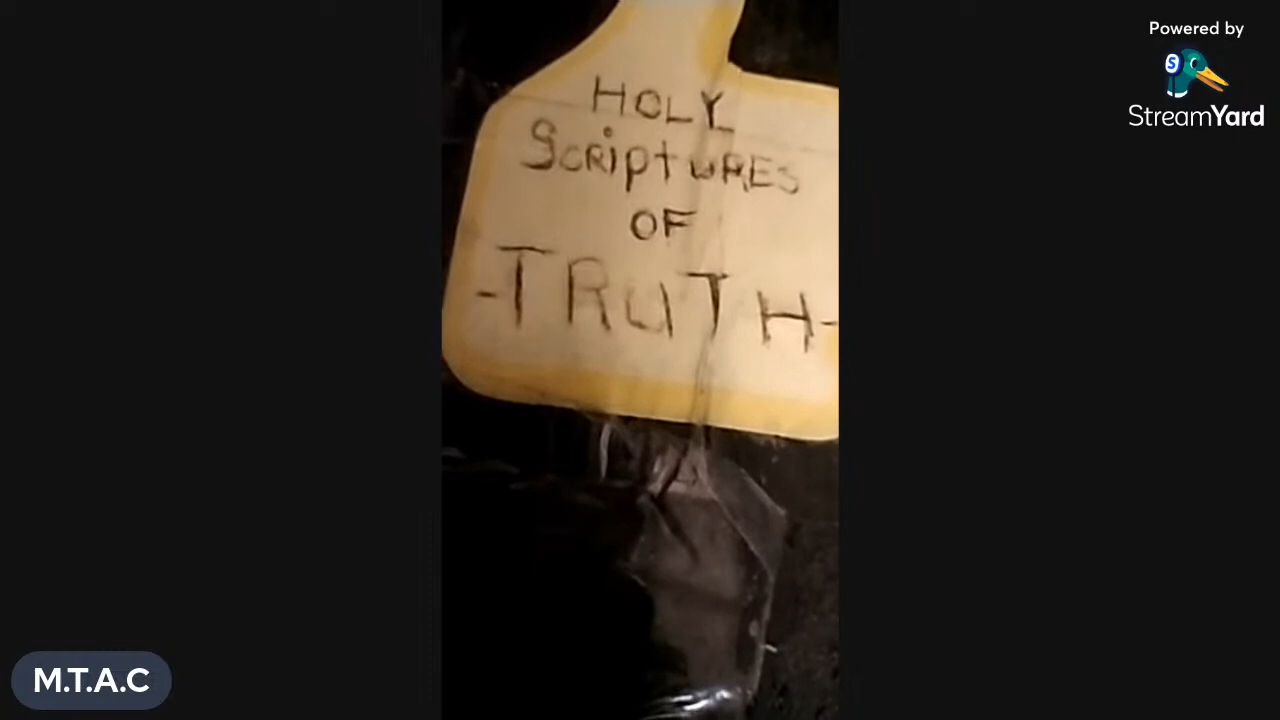 Powered by
StreamYard
HOLY
ScRiptURES
OF
-TRUTH-
M.T.A.C